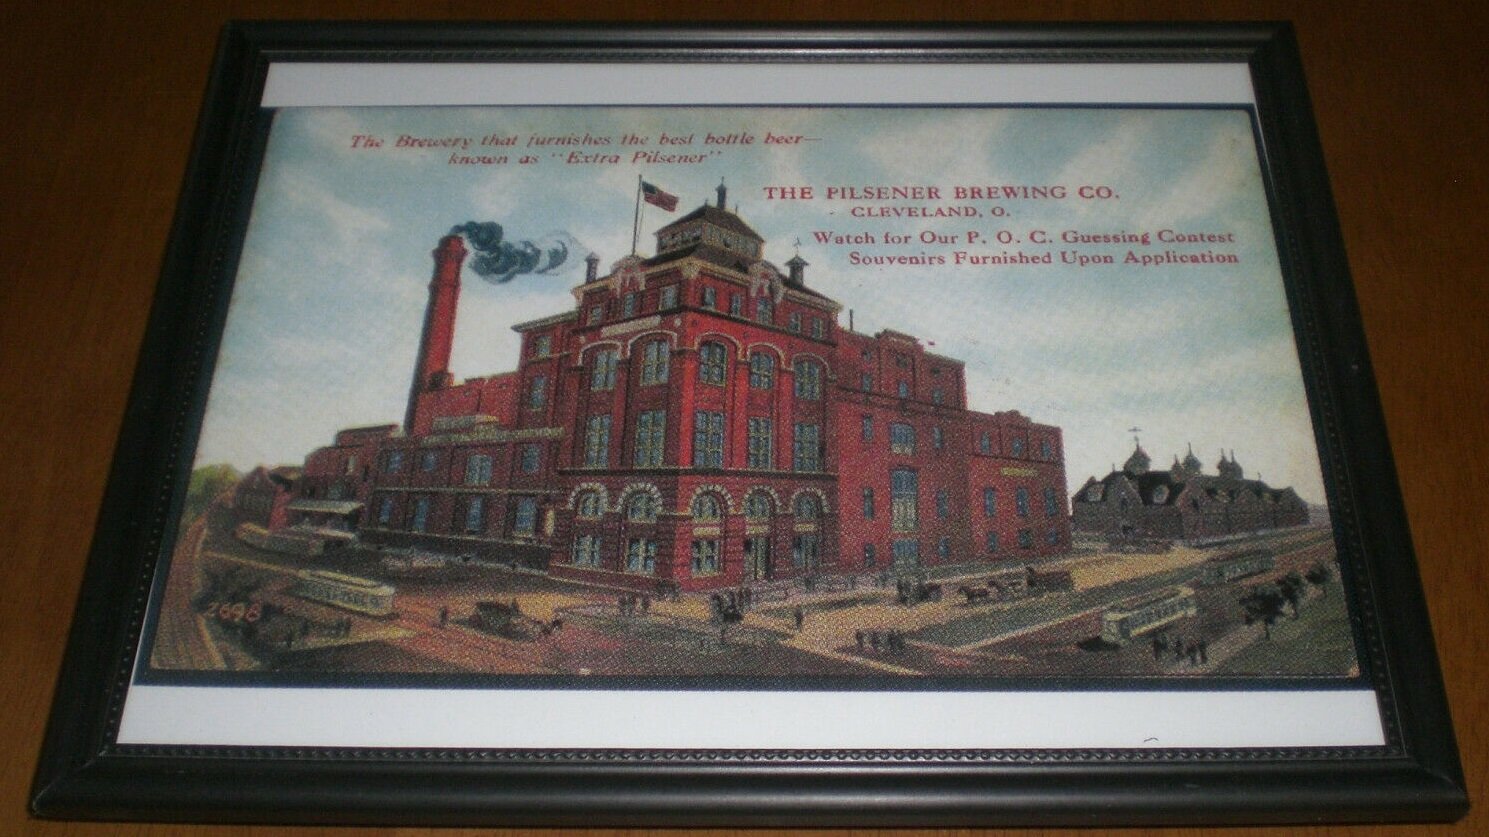 The Brewery that furnishes the best bottle beer—
known as "Extra Pilsener"
THE PILSENER BREWING CO.
CLEVELAND, O.
Watch for Our P. O. C. Guessing Contest
Souvenirs Furnished Upon Application